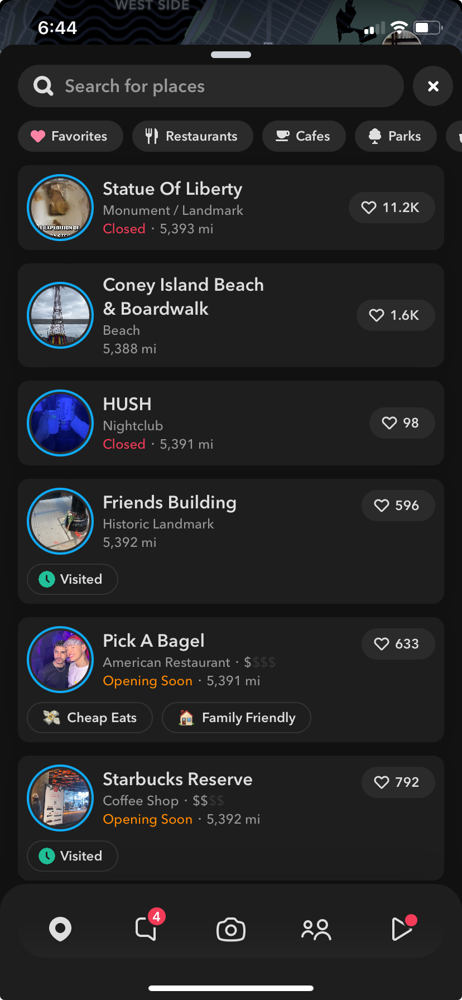 WEST SIDE
6:44
Search for places
Favorites
Restaurants
Cafes
Parks
Statue Of Liberty
Monument / Landmark
Closed · 5,393 mi
11.2K
E EXPEDITION OF
Coney Island Beach
& Boardwalk
Beach
5,388 mi
1.6K
HUSH
Nightclub
Closed · 5,391 mi
98
Friends Building
Historic Landmark
5,392 mi
596
Visited
Pick A Bagel
American Restaurant · $$$$
Opening Soon · 5,391 mi
633
Cheap Eats
Family Friendly
Starbucks Reserve
Coffee Shop · $$$$
Opening Soon · 5,392 mi
792
Visited
4